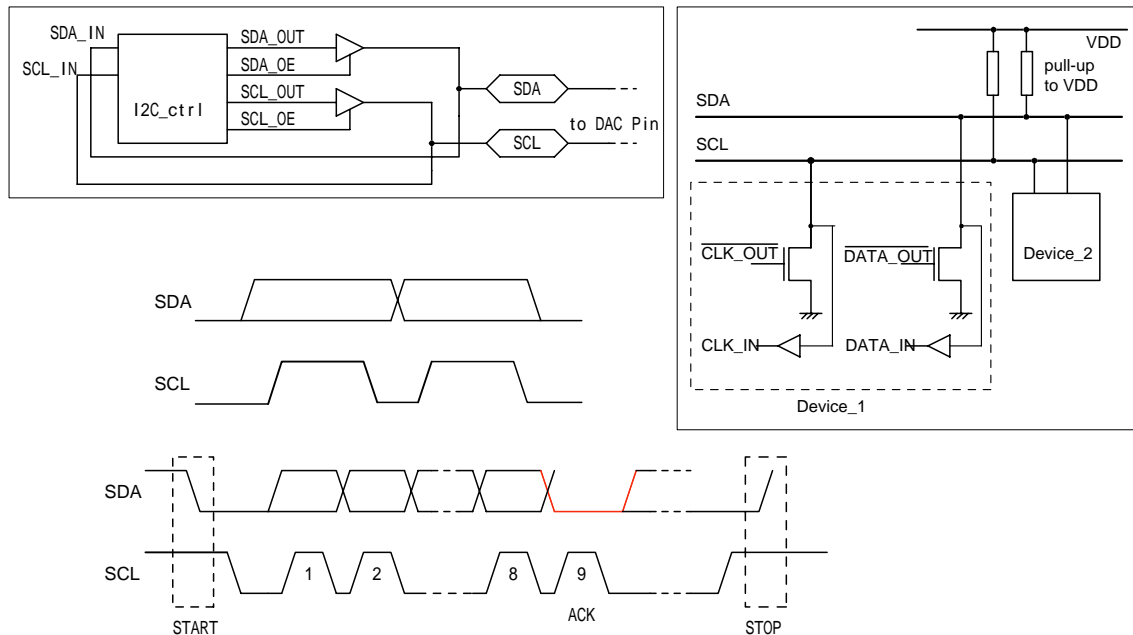 SDA_IN
SCL_IN
I2C_ctrl
SDA_OUT
SDA_OE
SCL_OUT
SCL_OE
SDA
SCL
to DAC Pin
VDD
pull-up
to VDD
SDA
SCL
CLK_OUT
DATA_OUT
Device_2
CLK_IN
DATA_IN
Device_1
SDA
SCL
SDA
SCL
1
2
8
9
ACK
START
STOP